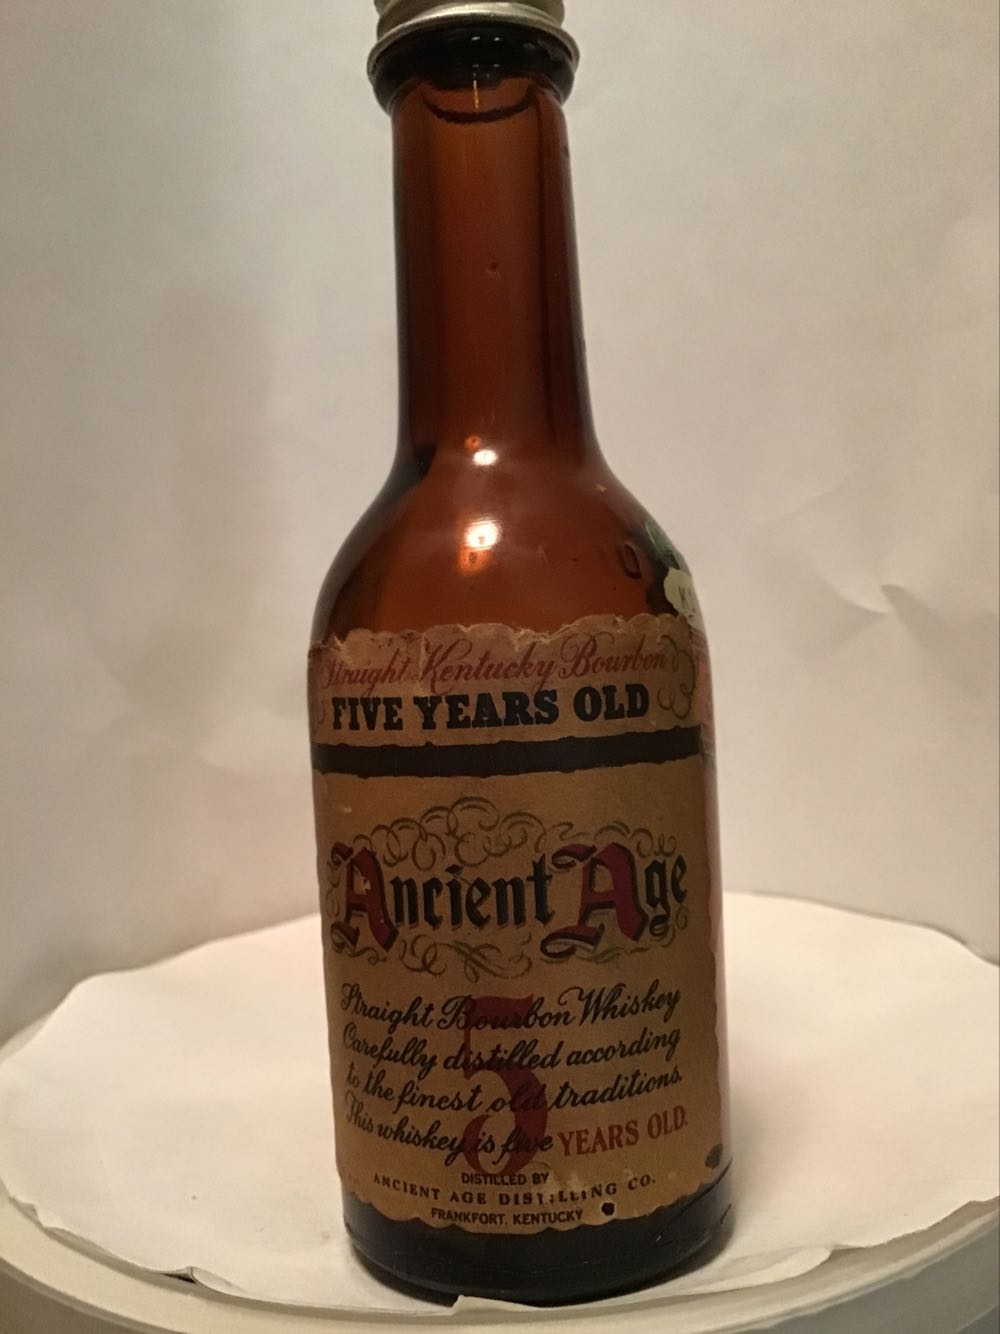 Straight Kentucky Bourbon
FIVE YEARS OLD
Ancient Age
5
Straight Bourbon Whiskey
Carefully distilled according
to the finest old traditions.
This whiskey is five YEARS OLD.
DISTILLED BY
ANCIENT AGE DISTILLING CO.
FRANKFORT, KENTUCKY